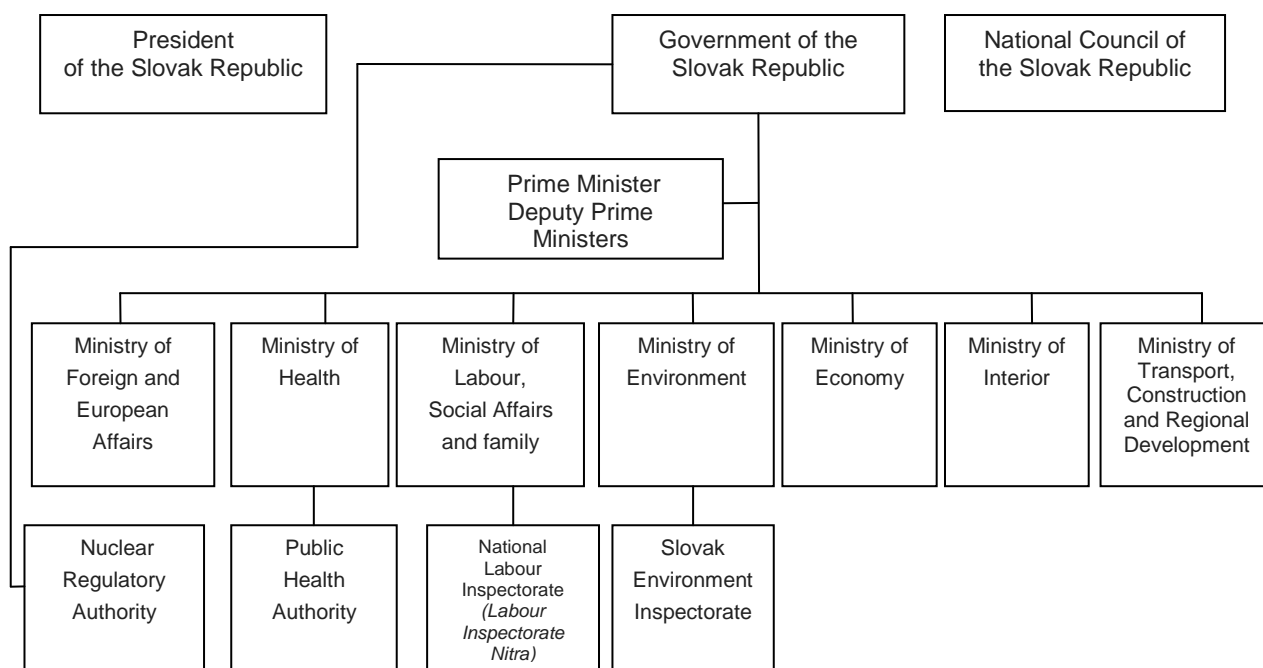 President
of the Slovak Republic
Government of the
Slovak Republic
National Council of
the Slovak Republic
Prime Minister
Deputy Prime
Ministers
Ministry of
Foreign and
European
Affairs
Ministry of
Health
Ministry of
Labour,
Social Affairs
and family
Ministry of
Environment
Ministry of
Economy
Ministry of
Interior
Ministry of
Transport,
Construction
and Regional
Development
Nuclear
Regulatory
Authority
Public
Health
Authority
National
Labour
Inspectorate
(Labour
Inspectorate
Nitra)
Slovak
Environment
Inspectorate